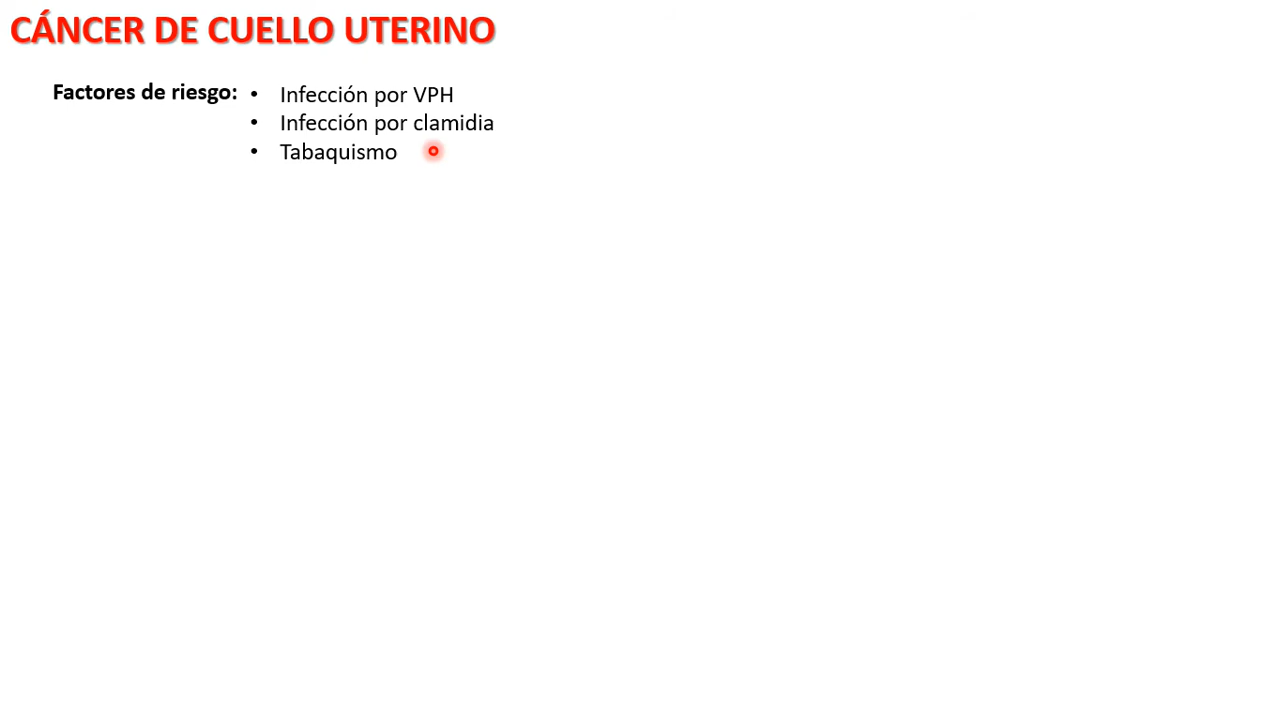 CÁNCER DE CUELLO UTERINO
Factores de riesgo:
• Infección por VPH
• Infección por clamidia
• Tabaquismo